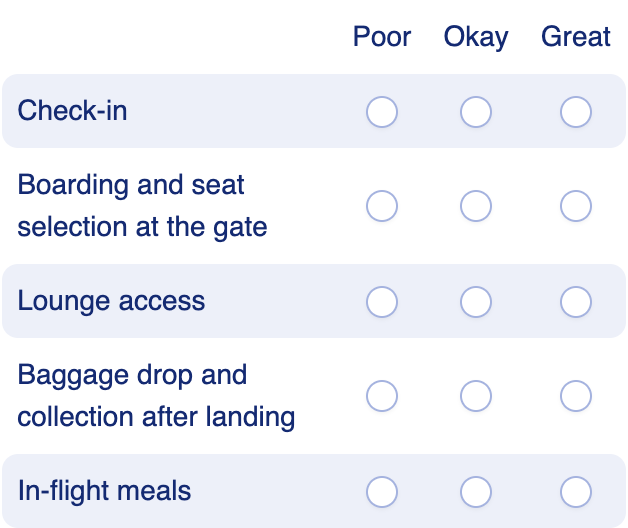 Poor Okay Great
Check-in
Boarding and seat
selection at the gate
Lounge access
Baggage drop and
collection after landing
In-flight meals